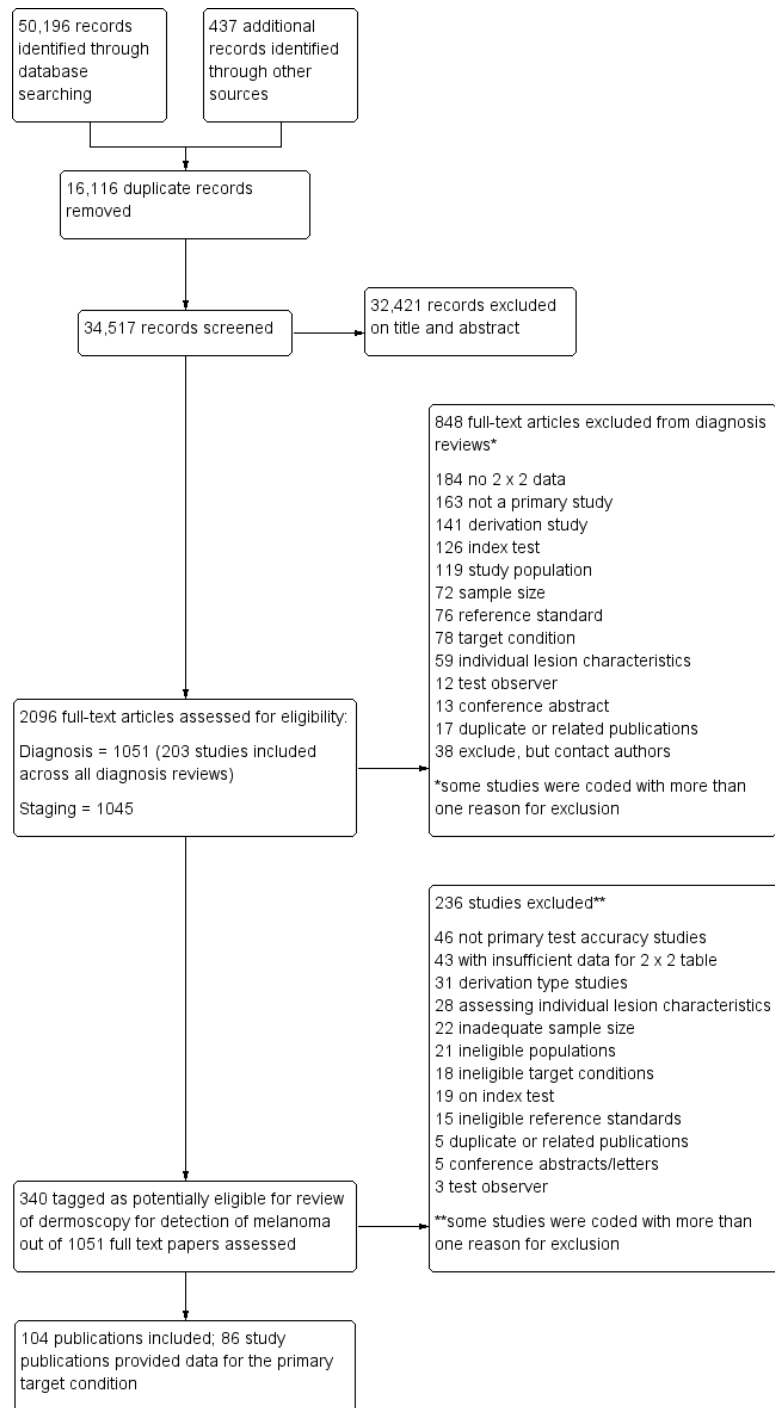 50,196 records
identified through
database
searching
437 additional
records identified
through other
sources
16,116 duplicate records
removed
34,517 records screened
32,421 records excluded
on title and abstract
848 full-text articles excluded from diagnosis
reviews*
184 no 2 x 2 data
163 not a primary study
141 derivation study
126 index test
119 study population
72 sample size
76 reference standard
78 target condition
59 individual lesion characteristics
12 test observer
13 conference abstract
17 duplicate or related publications
38 exclude, but contact authors
*some studies were coded with more than
one reason for exclusion
2096 full-text articles assessed for eligibility:
Diagnosis = 1051 (203 studies included
across all diagnosis reviews)
Staging = 1045
236 studies excluded**
46 not primary test accuracy studies
43 with insufficient data for 2 x 2 table
31 derivation type studies
28 assessing individual lesion characteristics
22 inadequate sample size
21 ineligible populations
18 ineligible target conditions
19 on index test
15 ineligible reference standards
5 duplicate or related publications
5 conference abstracts/letters
3 test observer
**some studies were coded with more than
one reason for exclusion
340 tagged as potentially eligible for review
of dermoscopy for detection of melanoma
out of 1051 full text papers assessed
104 publications included; 86 study
publications provided data for the primary
target condition